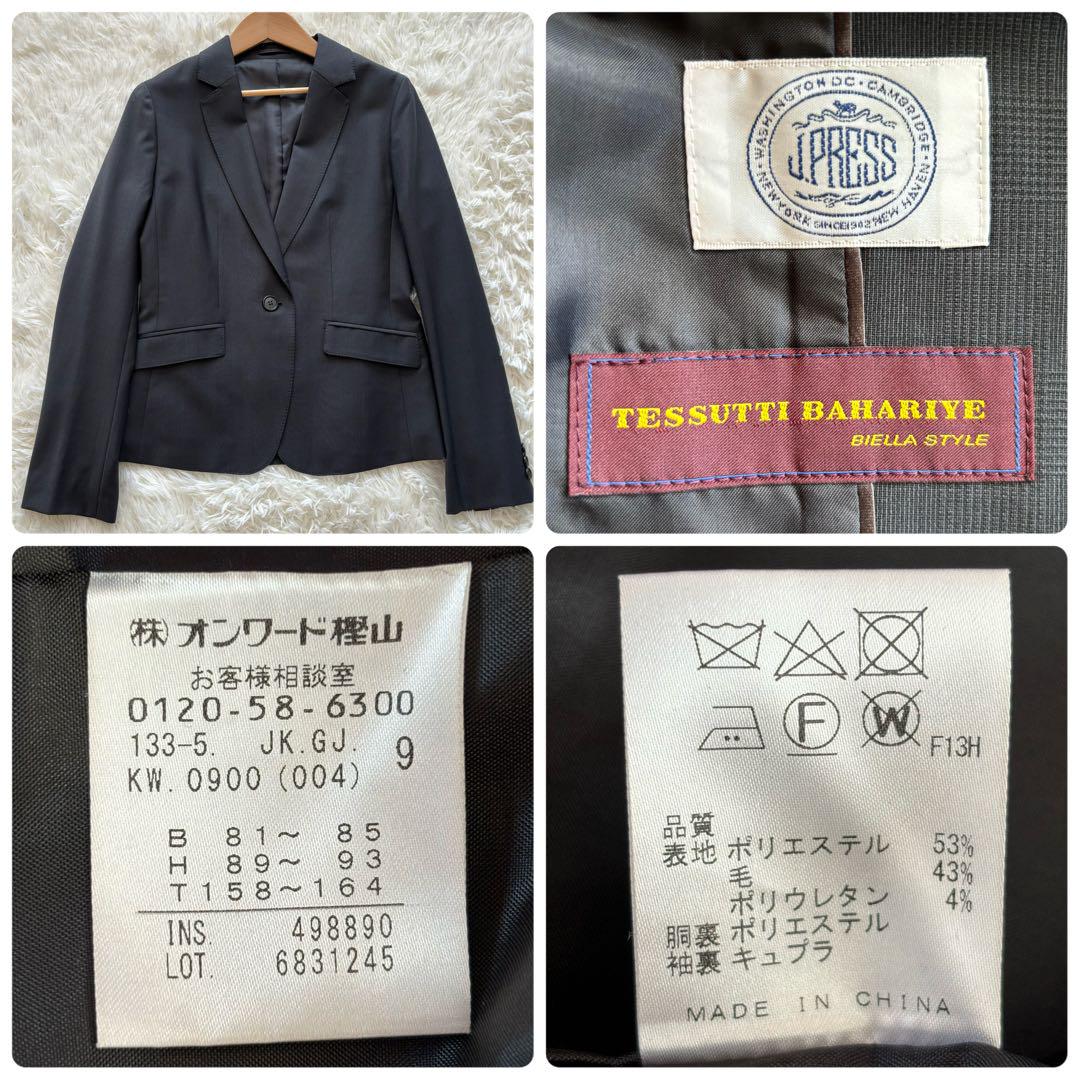 WASHINGTON DC・CAMBRIDGE・
J.PRESS
NEW YORK SINCE 1902 NEW HAVEN
TESSUTTI BAHARIYE
BIELLA STYLE
(株)オンワード樫山
お客様相談室
0120-58-6300
133-5. JK.GJ. 9
KW.0900(004)
B 81~ 85
H 89~ 93
T158~164
INS. 498890
LOT. 6831245
F
W
F13H
品質
表地 ポリエステル 53%
毛 43%
ポリウレタン 4%
胴裏 ポリエステル
袖裏 キュプラ
MADE IN CHINA